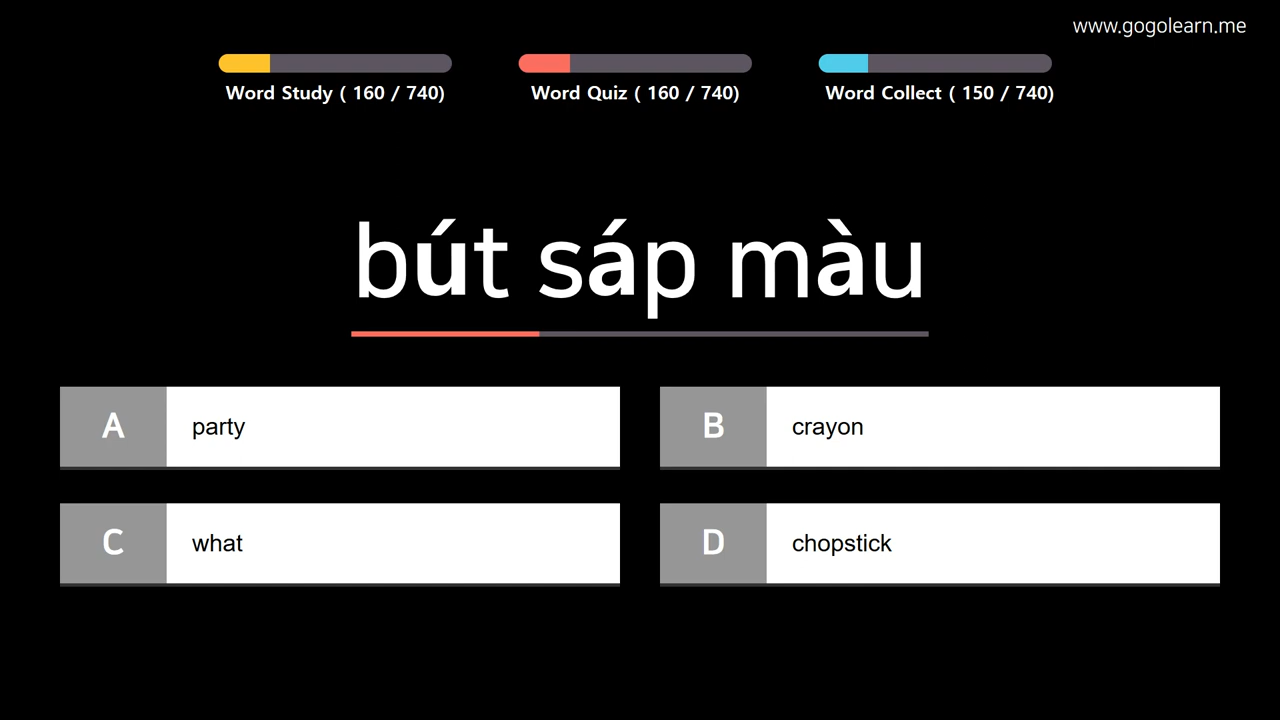 www.gogolearn.me
Word Study ( 160 / 740)
Word Quiz ( 160 / 740)
Word Collect ( 150 / 740)
bút sáp màu
A party
B crayon
C what
D chopstick